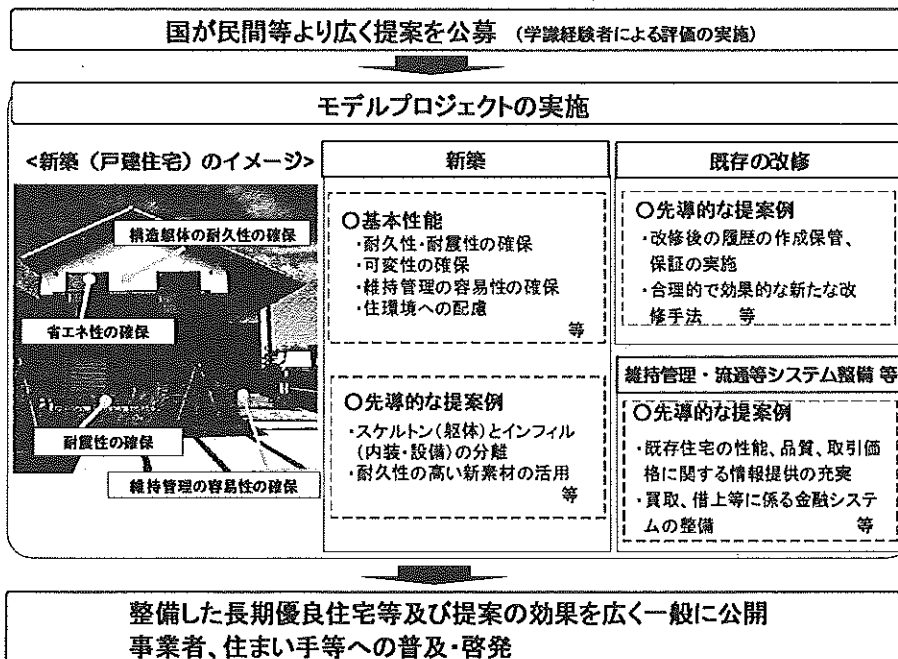 国が民間等より広く提案を公募 (学識経験者による評価の実施)
モデルプロジェクトの実施
<新築(戸建住宅)のイメージ>
構造躯体の耐久性の確保
省エネ性の確保
耐震性の確保
維持管理の容易性の確保
新築
○基本性能
・耐久性・耐震性の確保
・可変性の確保
・維持管理の容易性の確保
・住環境への配慮
等
○先導的な提案例
・スケルトン(躯体)とインフィル
(内装・設備)の分離
・耐久性の高い新素材の活用
等
既存の改修
○先導的な提案例
・改修後の履歴の作成保管、
保証の実施
・合理的で効果的な新たな改
修手法 等
維持管理・流通等システム整備 等
○先導的な提案例
・既存住宅の性能、品質、取引価
格に関する情報提供の充実
・買取、借上等に係る金融システ
ムの整備 等
整備した長期優良住宅等及び提案の効果を広く一般に公開
事業者、住まい手等への普及・啓発